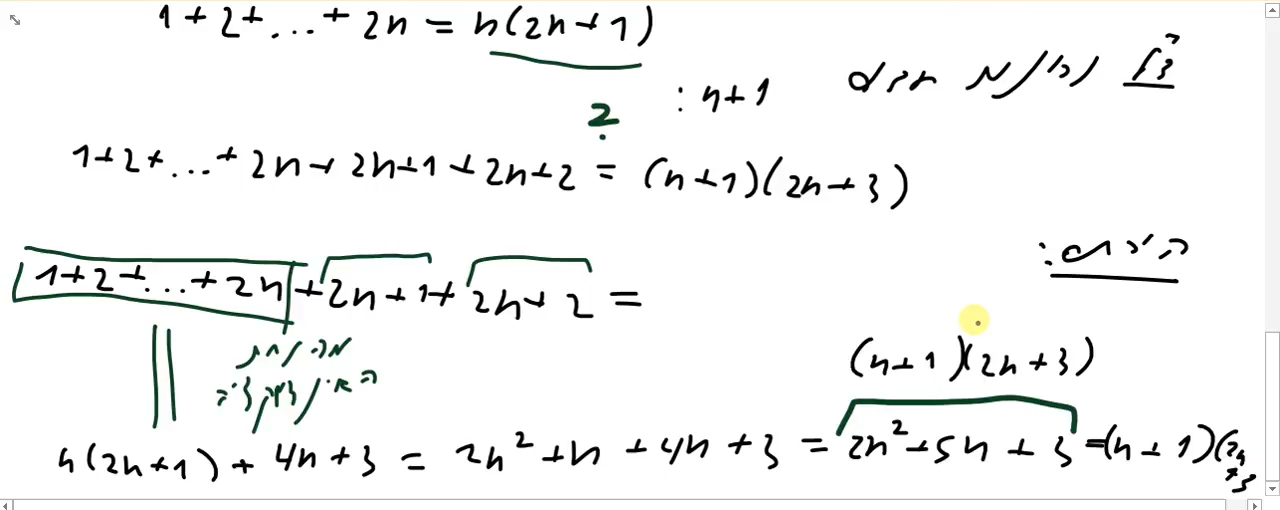 1+2+...+2n = n(2n+1)
צעד : n+1
?
1+2+...+2n+2n+1+2n+2 = (n+1)(2n+3)
הוכחה:
1+2+...+2n+2n+1+2n+2 =
מהנחת
האינדוקציה
(n+1)(2n+3)
n(2n+1)+4n+3 = 2n²+n+4n+3 = 2n²+5n+3 = (n+1)(2n+3)